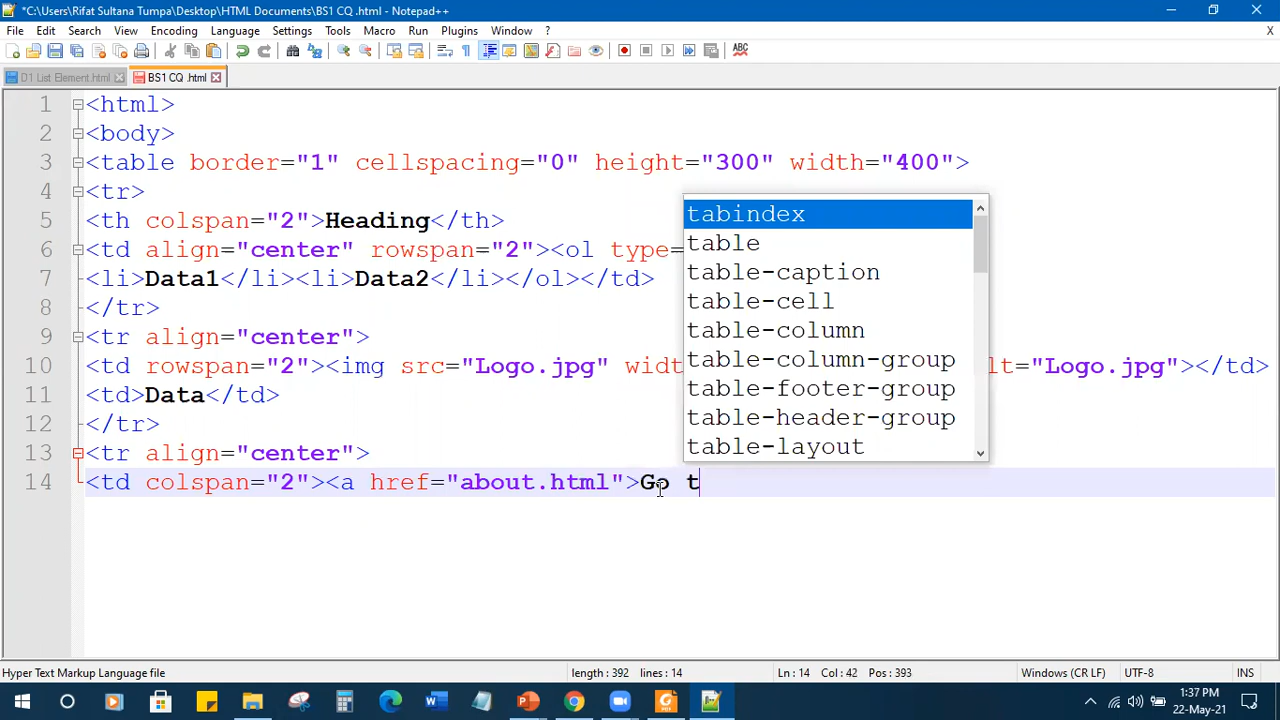 *C:\Users\Rifat Sultana Tumpa\Desktop\HTML Documents\BS1 CQ .html - Notepad++
File Edit Search View Encoding Language Settings Tools Macro Run Plugins Window ? X
D1 List Element.html BS1 CQ .html
1 <html>
2 <body>
3 <table border="1" cellspacing="0" height="300" width="400">
4 <tr>
5 <th colspan="2">Heading</th>
6 <td align="center" rowspan="2"><ol type=
7 <li>Data1</li><li>Data2</li></ol></td>
8 </tr>
9 <tr align="center">
10 <td rowspan="2"><img src="Logo.jpg" widt lt="Logo.jpg"></td>
11 <td>Data</td>
12 </tr>
13 <tr align="center">
14 <td colspan="2"><a href="about.html">Go t
tabindex
table
table-caption
table-cell
table-column
table-column-group
table-footer-group
table-header-group
table-layout
Hyper Text Markup Language file length : 392 lines : 14 Ln : 14 Col : 42 Pos : 393 Windows (CR LF) UTF-8 INS
1:37 PM
22-May-21